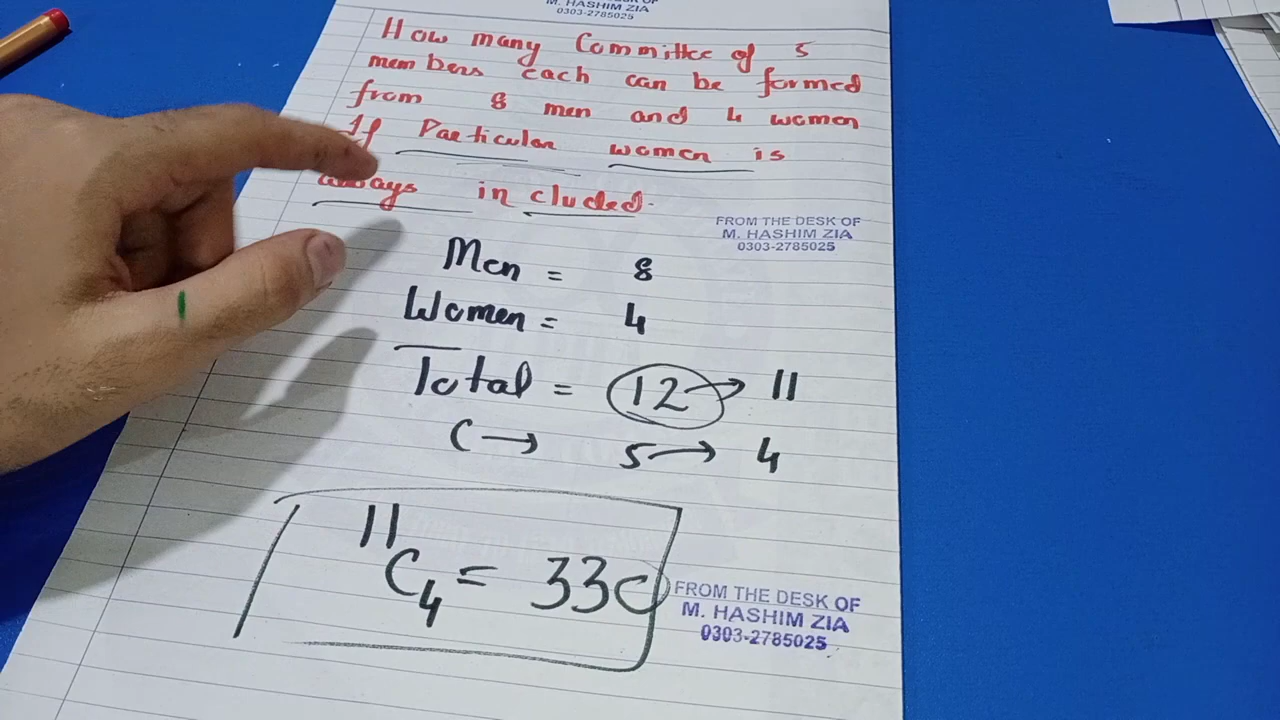 M. HASHIM ZIA
0303-2785025
How many Committee of 5
members each can be formed
from 8 men and 4 women
If Particular women is
always included.
FROM THE DESK OF
M. HASHIM ZIA
0303-2785025
Men = 8
Women = 4
Total = 12 → 11
C → 5 → 4
11C4 = 330
FROM THE DESK OF
M. HASHIM ZIA
0303-2785025